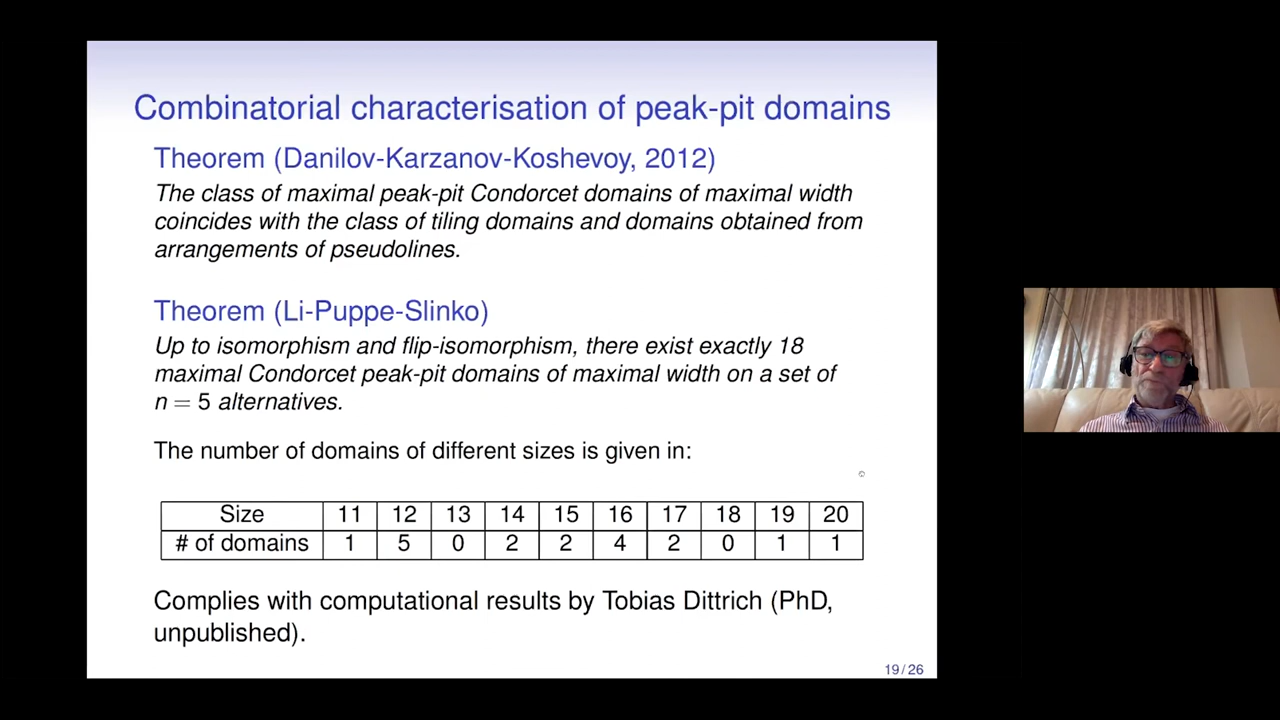 Combinatorial characterisation of peak-pit domains
Theorem (Danilov-Karzanov-Koshevoy, 2012)
The class of maximal peak-pit Condorcet domains of maximal width
coincides with the class of tiling domains and domains obtained from
arrangements of pseudolines.
Theorem (Li-Puppe-Slinko)
Up to isomorphism and flip-isomorphism, there exist exactly 18
maximal Condorcet peak-pit domains of maximal width on a set of
n = 5 alternatives.
The number of domains of different sizes is given in:
Size 11 12 13 14 15 16 17 18 19 20
# of domains 1 5 0 2 2 4 2 0 1 1
Complies with computational results by Tobias Dittrich (PhD,
unpublished).
19 / 26